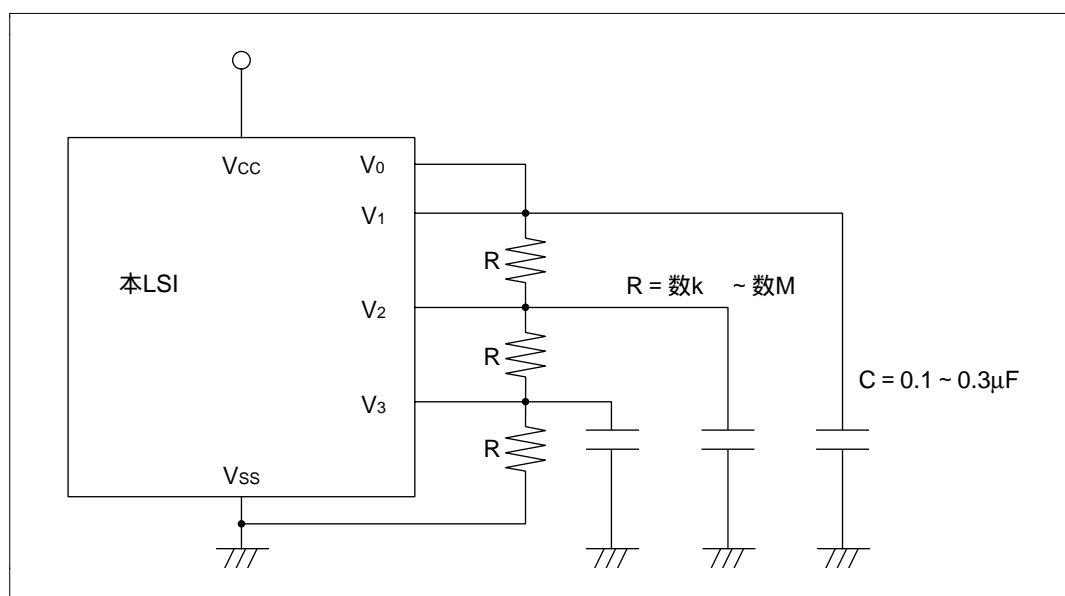 VCC
V0
V1
R
本LSI
R = 数k ~ 数M
V2
R
C = 0.1 ~ 0.3μF
V3
R
VSS